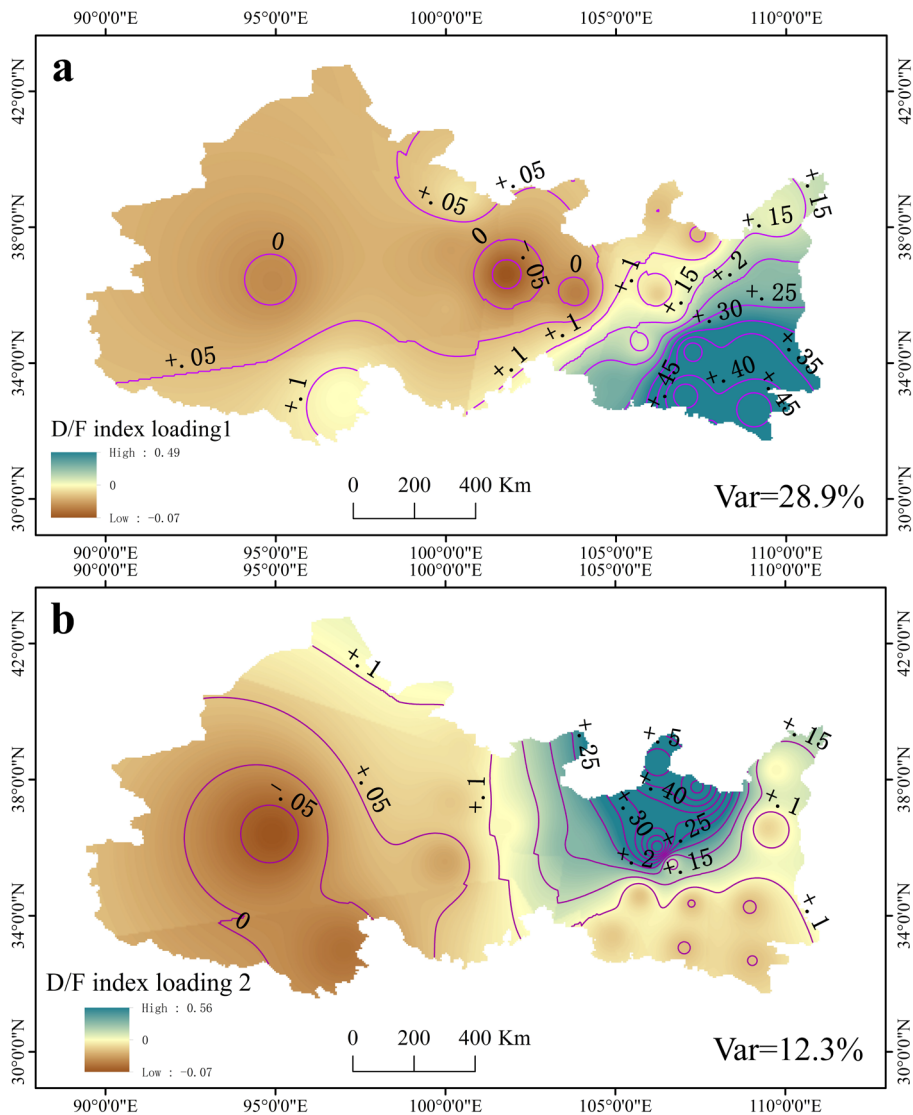 90°0'0"E 95°0'0"E 100°0'0"E 105°0'0"E 110°0'0"E
a
42°0'0"N
38°0'0"N
34°0'0"N
30°0'0"N
42°0'0"N
38°0'0"N
34°0'0"N
30°0'0"N
+.05
+.05
0
0
-.05
0
+.05
+.1
+.1
+.1
+.1
+.15
+.15
+.15
+.2
+.25
+.30
+.35
+.40
+.45
+.45
D/F index loading1
High : 0.49
0
Low : -0.07
0 200 400 Km
Var=28.9%
90°0'0"E 95°0'0"E 100°0'0"E 105°0'0"E 110°0'0"E
90°0'0"E 95°0'0"E 100°0'0"E 105°0'0"E 110°0'0"E
b
42°0'0"N
38°0'0"N
34°0'0"N
30°0'0"N
42°0'0"N
38°0'0"N
34°0'0"N
30°0'0"N
+.1
+.25
+.5
+.15
-.05
+.05
+.1
+.40
+.30
+.25
+.1
+.2
+.15
0
+.1
D/F index loading 2
High : 0.56
0
Low : -0.07
0 200 400 Km
Var=12.3%
90°0'0"E 95°0'0"E 100°0'0"E 105°0'0"E 110°0'0"E